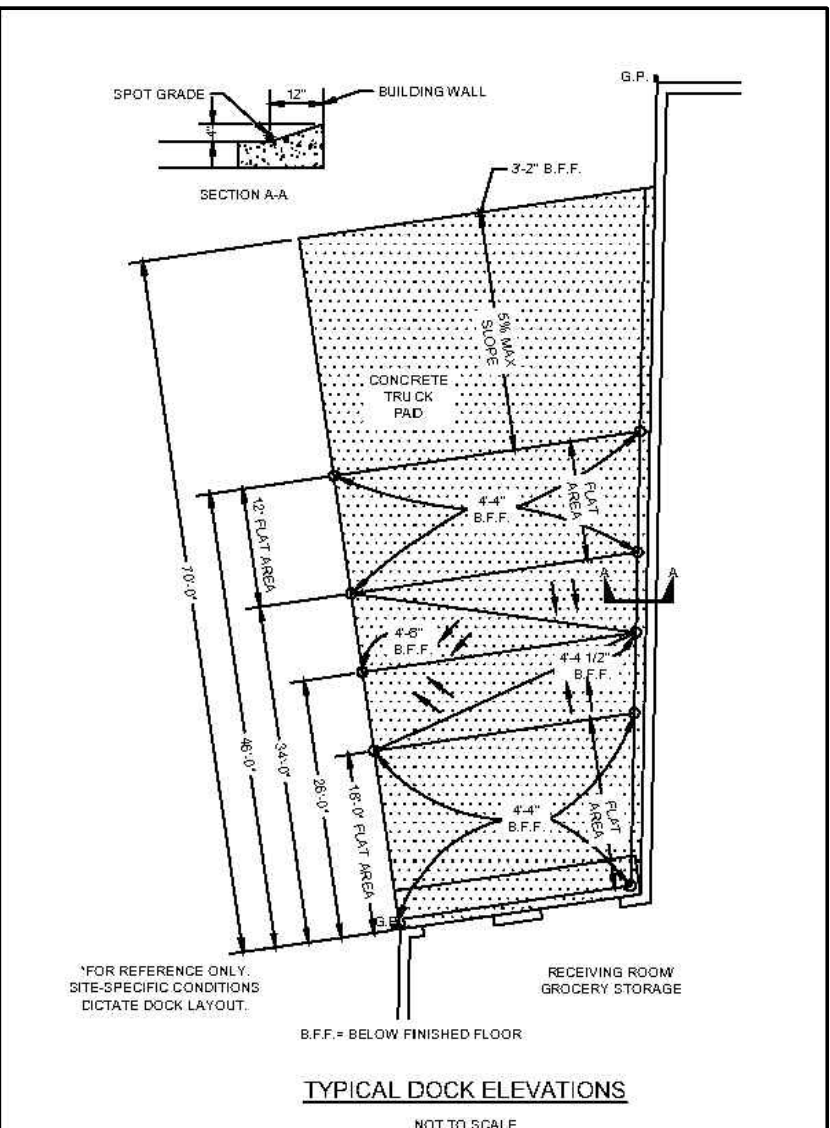 G.P.
SPOT GRADE
12"
BUILDING WALL
4"
SECTION A-A
3'-2" B.F.F.
5% MAX
SLOPE
CONCRETE
TRUCK
PAD
12' FLAT AREA
4'-4"
B.F.F.
FLAT
AREA
A
A
70'-0"
4'-6"
B.F.F.
4'-4 1/2"
B.F.F.
46'-0"
34'-0"
26'-0"
18'-0" FLAT AREA
4'-4"
B.F.F.
FLAT
AREA
*FOR REFERENCE ONLY.
SITE-SPECIFIC CONDITIONS
DICTATE DOCK LAYOUT.
RECEIVING ROOM
GROCERY STORAGE
B.F.F.= BELOW FINISHED FLOOR
TYPICAL DOCK ELEVATIONS
NOT TO SCALE